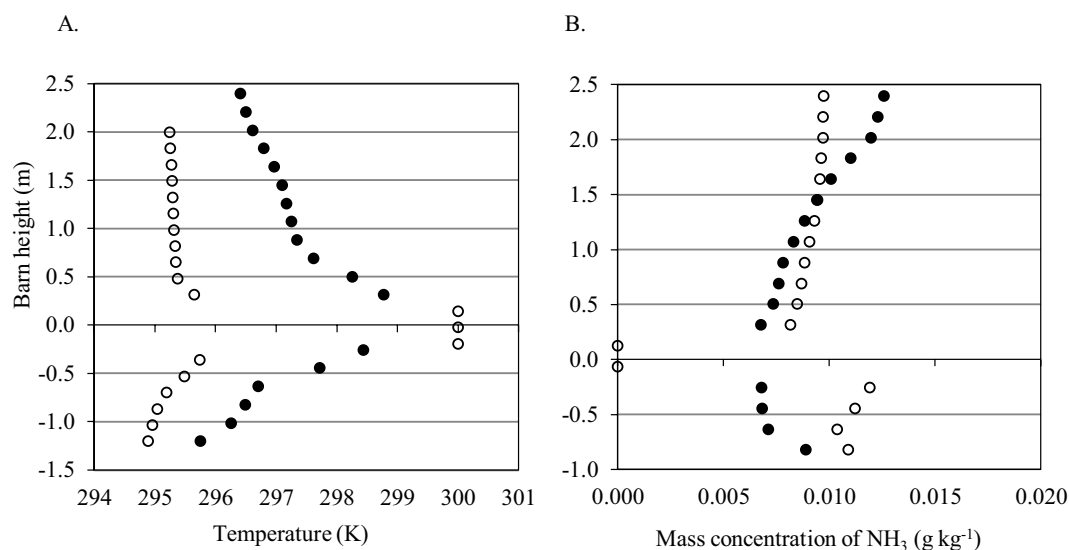 A.
B.
2.5
2.0
1.5
1.0
0.5
0.0
-0.5
-1.0
-1.5
Barn height (m)
294 295 296 297 298 299 300 301
Temperature (K)
2.5
2.0
1.5
1.0
0.5
0.0
-0.5
-1.0
0.000 0.005 0.010 0.015 0.020
Mass concentration of NH₃ (g kg⁻¹)